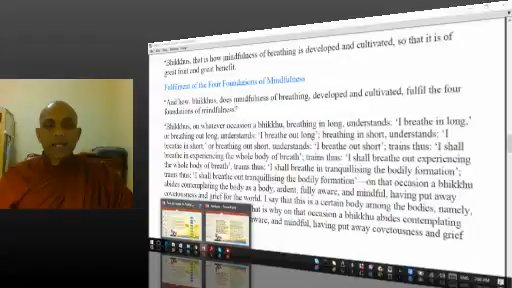 "Bhikkhus, that is how mindfulness of breathing is developed and cultivated, so that it is of
great fruit and great benefit.
Fulfilment of the Four Foundations of Mindfulness
"And how, bhikkhus, does mindfulness of breathing, developed and cultivated, fulfil the four
foundations of mindfulness?
"Bhikkhus, on whatever occasion a bhikkhu, breathing in long, understands: 'I breathe in long,'
or breathing out long, understands: 'I breathe out long'; breathing in short, understands: 'I
breathe in short,' or breathing out short, understands: 'I breathe out short'; trains thus: 'I shall
breathe in experiencing the whole body of breath'; trains thus: 'I shall breathe out experiencing
the whole body of breath', trains thus: 'I shall breathe in tranquillising the bodily formation';
trains thus: 'I shall breathe out tranquillising the bodily formation'—on that occasion a bhikkhu
abides contemplating the body as a body, ardent, fully aware, and mindful, having put away
covetousness and grief for the world. I say that this is a certain body among the bodies, namely,
that is why on that occasion a bhikkhu abides contemplating
aware, and mindful, having put away covetousness and grief